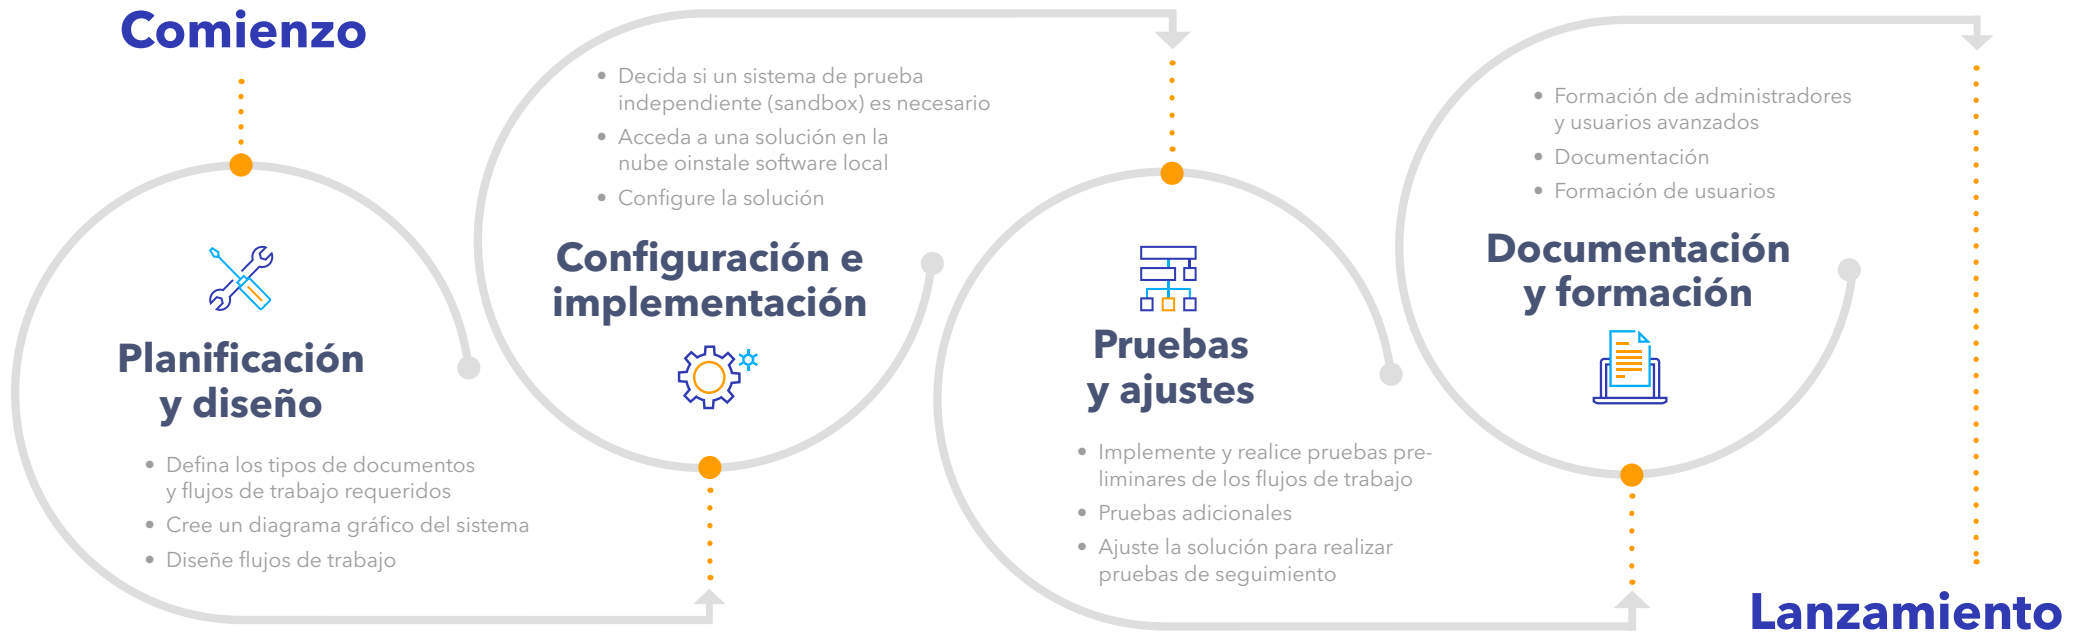 Comienzo
Planificación
y diseño
• Defina los tipos de documentos
y flujos de trabajo requeridos
• Cree un diagrama gráfico del sistema
• Diseñe flujos de trabajo
• Decida si un sistema de prueba
independiente (sandbox) es necesario
• Acceda a una solución en la
nube oinstale software local
• Configure la solución
Configuración e
implementación
Pruebas
y ajustes
• Implemente y realice pruebas pre-
liminares de los flujos de trabajo
• Pruebas adicionales
• Ajuste la solución para realizar
pruebas de seguimiento
• Formación de administradores
y usuarios avanzados
• Documentación
• Formación de usuarios
Documentación
y formación
Lanzamiento